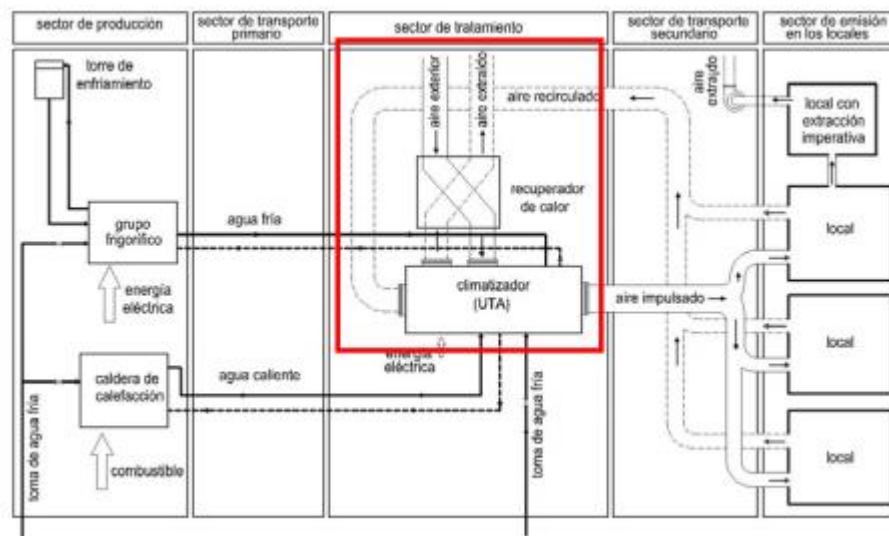 sector de producción
sector de transporte
primario
sector de tratamiento
sector de transporte
secundario
sector de emisión
en los locales
torre de
enfriamiento
aire exterior
aire extraído
aire recirculado
aire
extraído
local con
extracción
imperativa
recuperador
de calor
grupo
frigorífico
agua fría
local
energía
eléctrica
climatizador
(UTA)
aire impulsado
local
energía
eléctrica
caldera de
calefacción
agua caliente
local
combustible
toma de agua fría
toma de agua fría